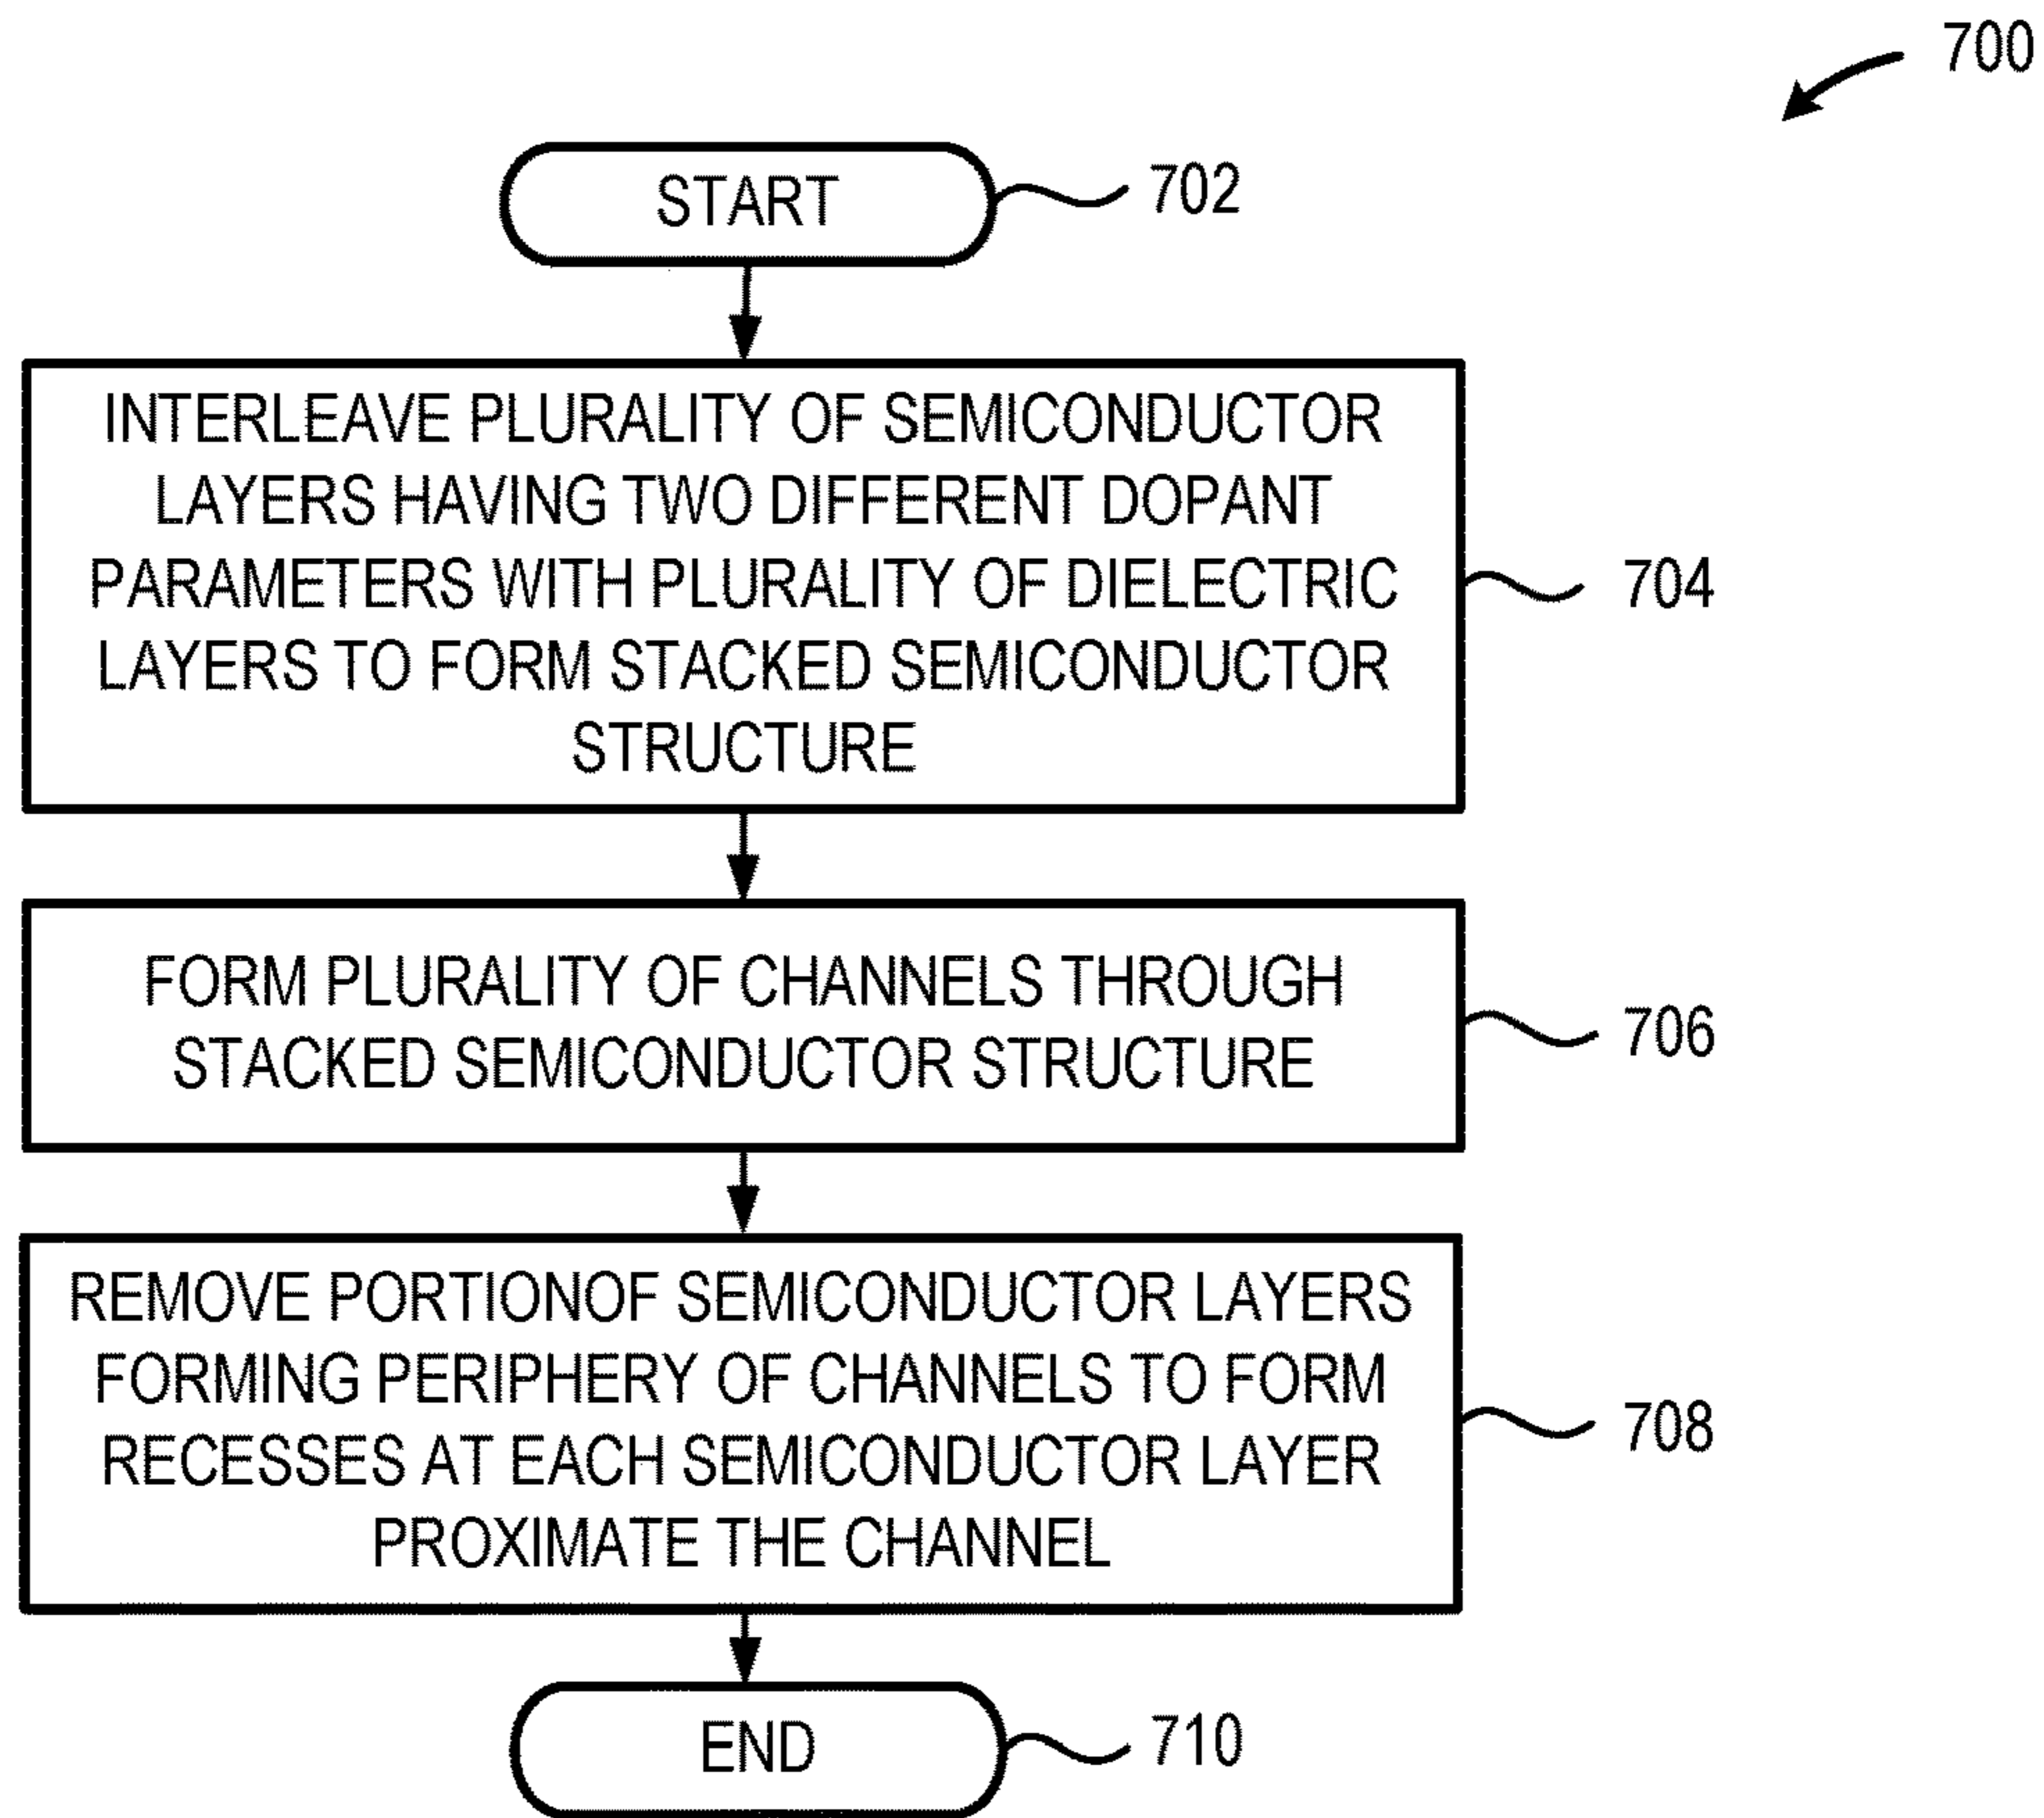 700
START
702
INTERLEAVE PLURALITY OF SEMICONDUCTOR
LAYERS HAVING TWO DIFFERENT DOPANT
PARAMETERS WITH PLURALITY OF DIELECTRIC
LAYERS TO FORM STACKED SEMICONDUCTOR
STRUCTURE
704
FORM PLURALITY OF CHANNELS THROUGH
STACKED SEMICONDUCTOR STRUCTURE
706
REMOVE PORTIONOF SEMICONDUCTOR LAYERS
FORMING PERIPHERY OF CHANNELS TO FORM
RECESSES AT EACH SEMICONDUCTOR LAYER
PROXIMATE THE CHANNEL
708
END
710